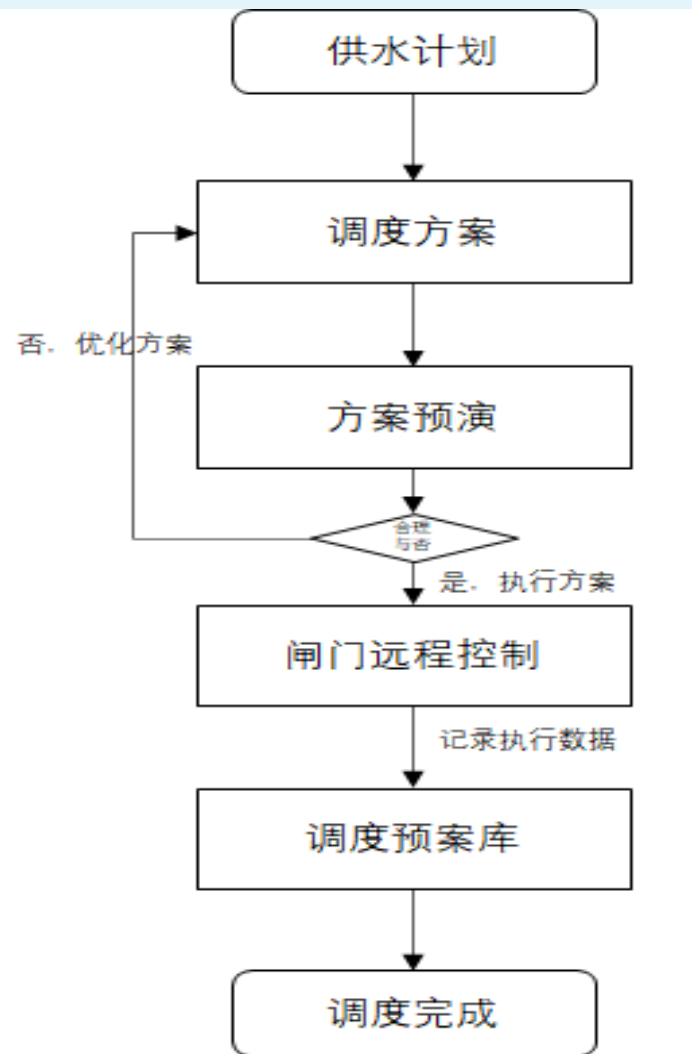 供水计划
调度方案
否. 优化方案
方案预演
合理
与否
是. 执行方案
闸门远程控制
记录执行数据
调度预案库
调度完成